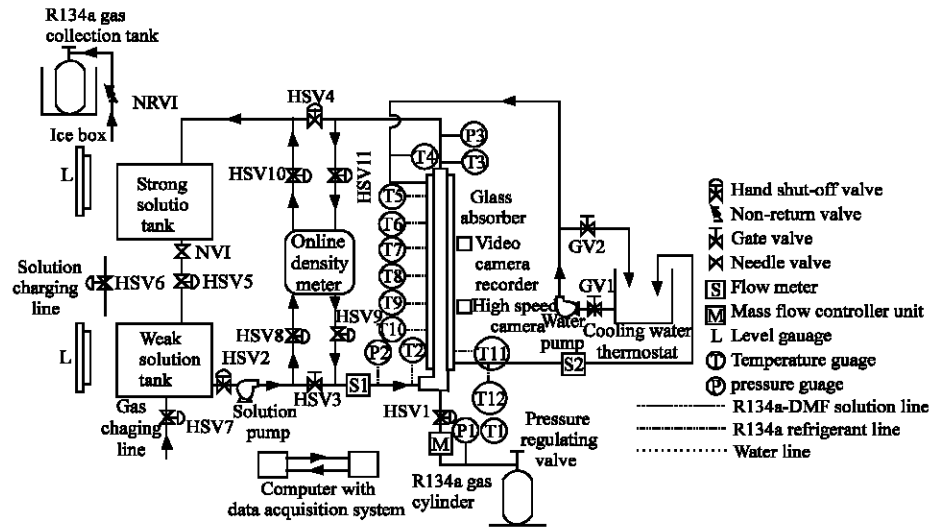 R134a gas
collection tank
NRVI
Ice box
L
HSV4
HSV10
HSV11
Strong
solutio
tank
NVI
HSV5
HSV6
Solution
charging
line
Online
density
meter
L
Weak
solution
tank
HSV2
HSV8
HSV9
HSV3
Solution
pump
S1
Gas
chaging
line
HSV7
P3
T3
T4
T5
T6
T7
T8
T9
T10
P2
T2
Glass
absorber
Video
camera
recorder
High speed
camera
T11
T12
HSV1
P1
T1
M
Pressure
regulating
valve
R134a gas
cylinder
Computer with
data acquisition system
GV2
GV1
Water
pump
Cooling water
thermostat
S2
Hand shut-off valve
Non-return valve
Gate valve
Needle valve
S Flow meter
M Mass flow controller unit
L Level gauage
T Temperature guage
P pressure guage
R134a-DMF solution line
R134a refrigerant line
Water line